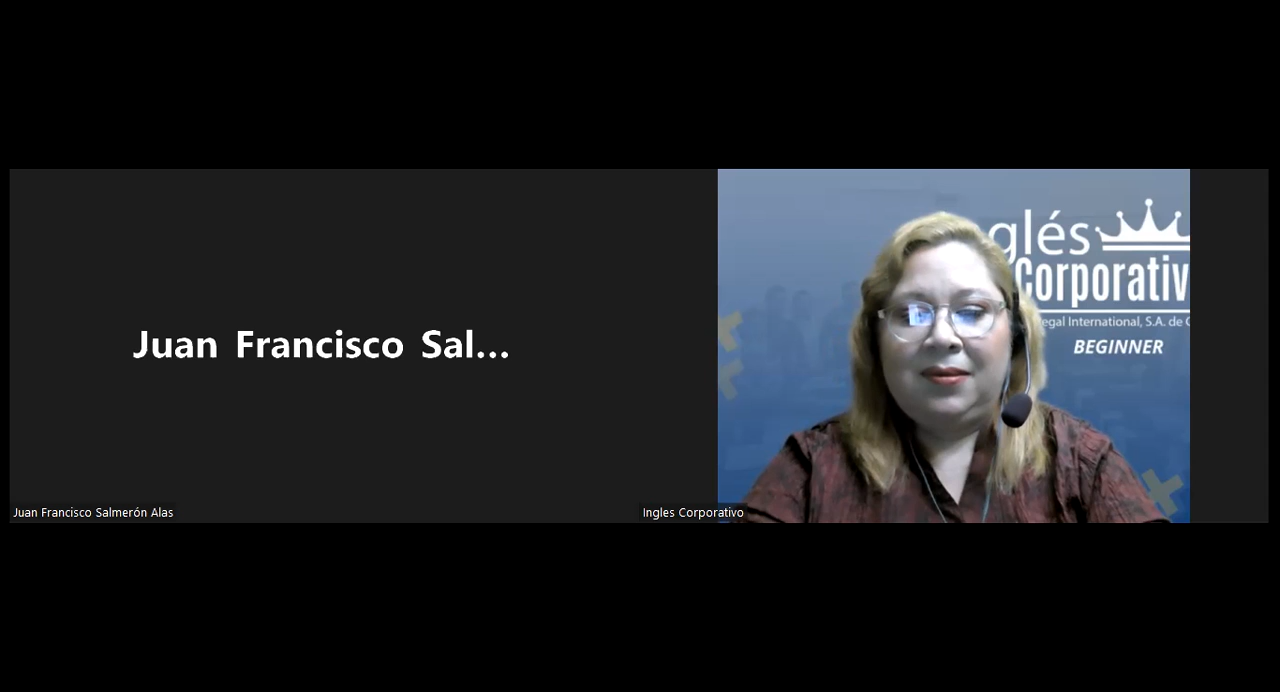 Juan Francisco Sal...
Juan Francisco Salmerón Alas
glés
Corporativ
egal International, S.A. de C
BEGINNER
Ingles Corporativo